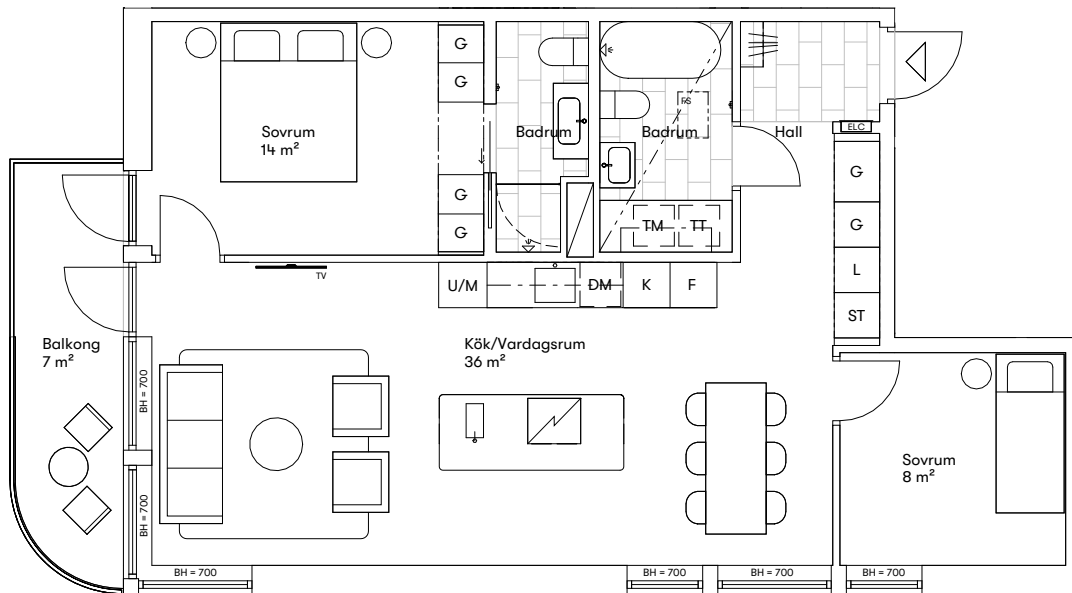 G
G
Sovrum
14 m²
G
G
Badrum
Badrum
FS
Hall
ELC
G
G
L
ST
TM
TT
TV
U/M
DM
K
F
Balkong
7 m²
Kök/Vardagsrum
36 m²
BH = 700
BH = 700
Sovrum
8 m²
BH = 700
BH = 700
BH = 700
BH = 700